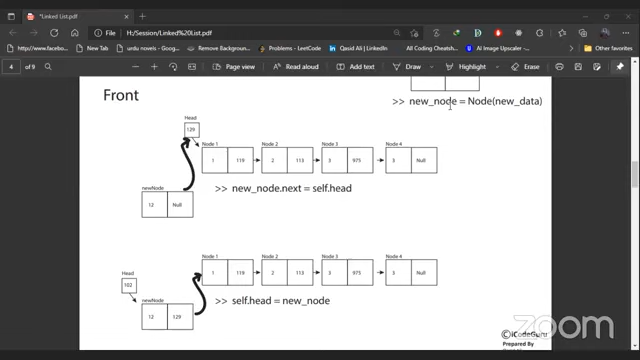 *Linked List.pdf
H:/Session/Linked%20List.pdf
https://www.faceboo...
New Tab
urdu novels
Remove Background...
Problems - LeetCode
Qasid Ali | LinkedIn
All Coding Cheatsh...
AI Image Upscaler -...
Other favorites
4 of 9
Page view
Read aloud
Add text
Draw
Highlight
Erase
Front
>> new_node = Node(new_data)
Head
129
Node 1 Node 2 Node 3 Node 4
1 119 2 113 3 975 3 Null
newNode
12 Null
>> new_node.next = self.head
Node 1 Node 2 Node 3 Node 4
1 119 2 113 3 975 3 Null
Head
102
newNode
12 129
>> self.head = new_node
©iCodeGuru
Prepared By
zoom